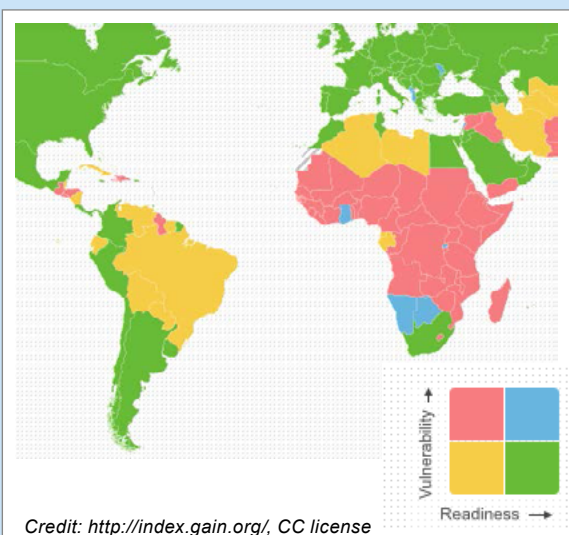 Vulnerability →
Readiness →
Credit: http://index.gain.org/, CC license